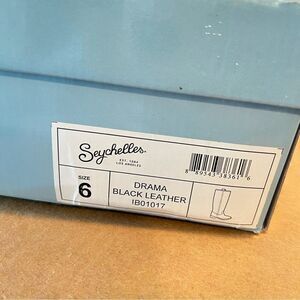 Seychelles
EST. 1984
LOS ANGELES
SIZE
6
DRAMA
BLACK LEATHER
IB01017